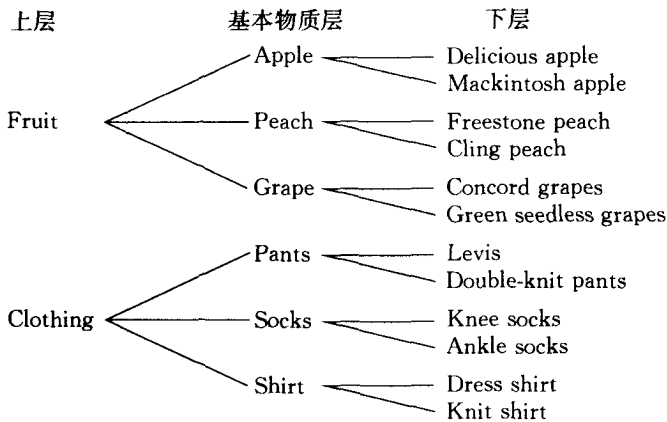 上层 基本物质层 下层
Apple Delicious apple
Mackintosh apple
Fruit Peach Freestone peach
Cling peach
Grape Concord grapes
Green seedless grapes
Pants Levis
Double-knit pants
Clothing Socks Knee socks
Ankle socks
Shirt Dress shirt
Knit shirt